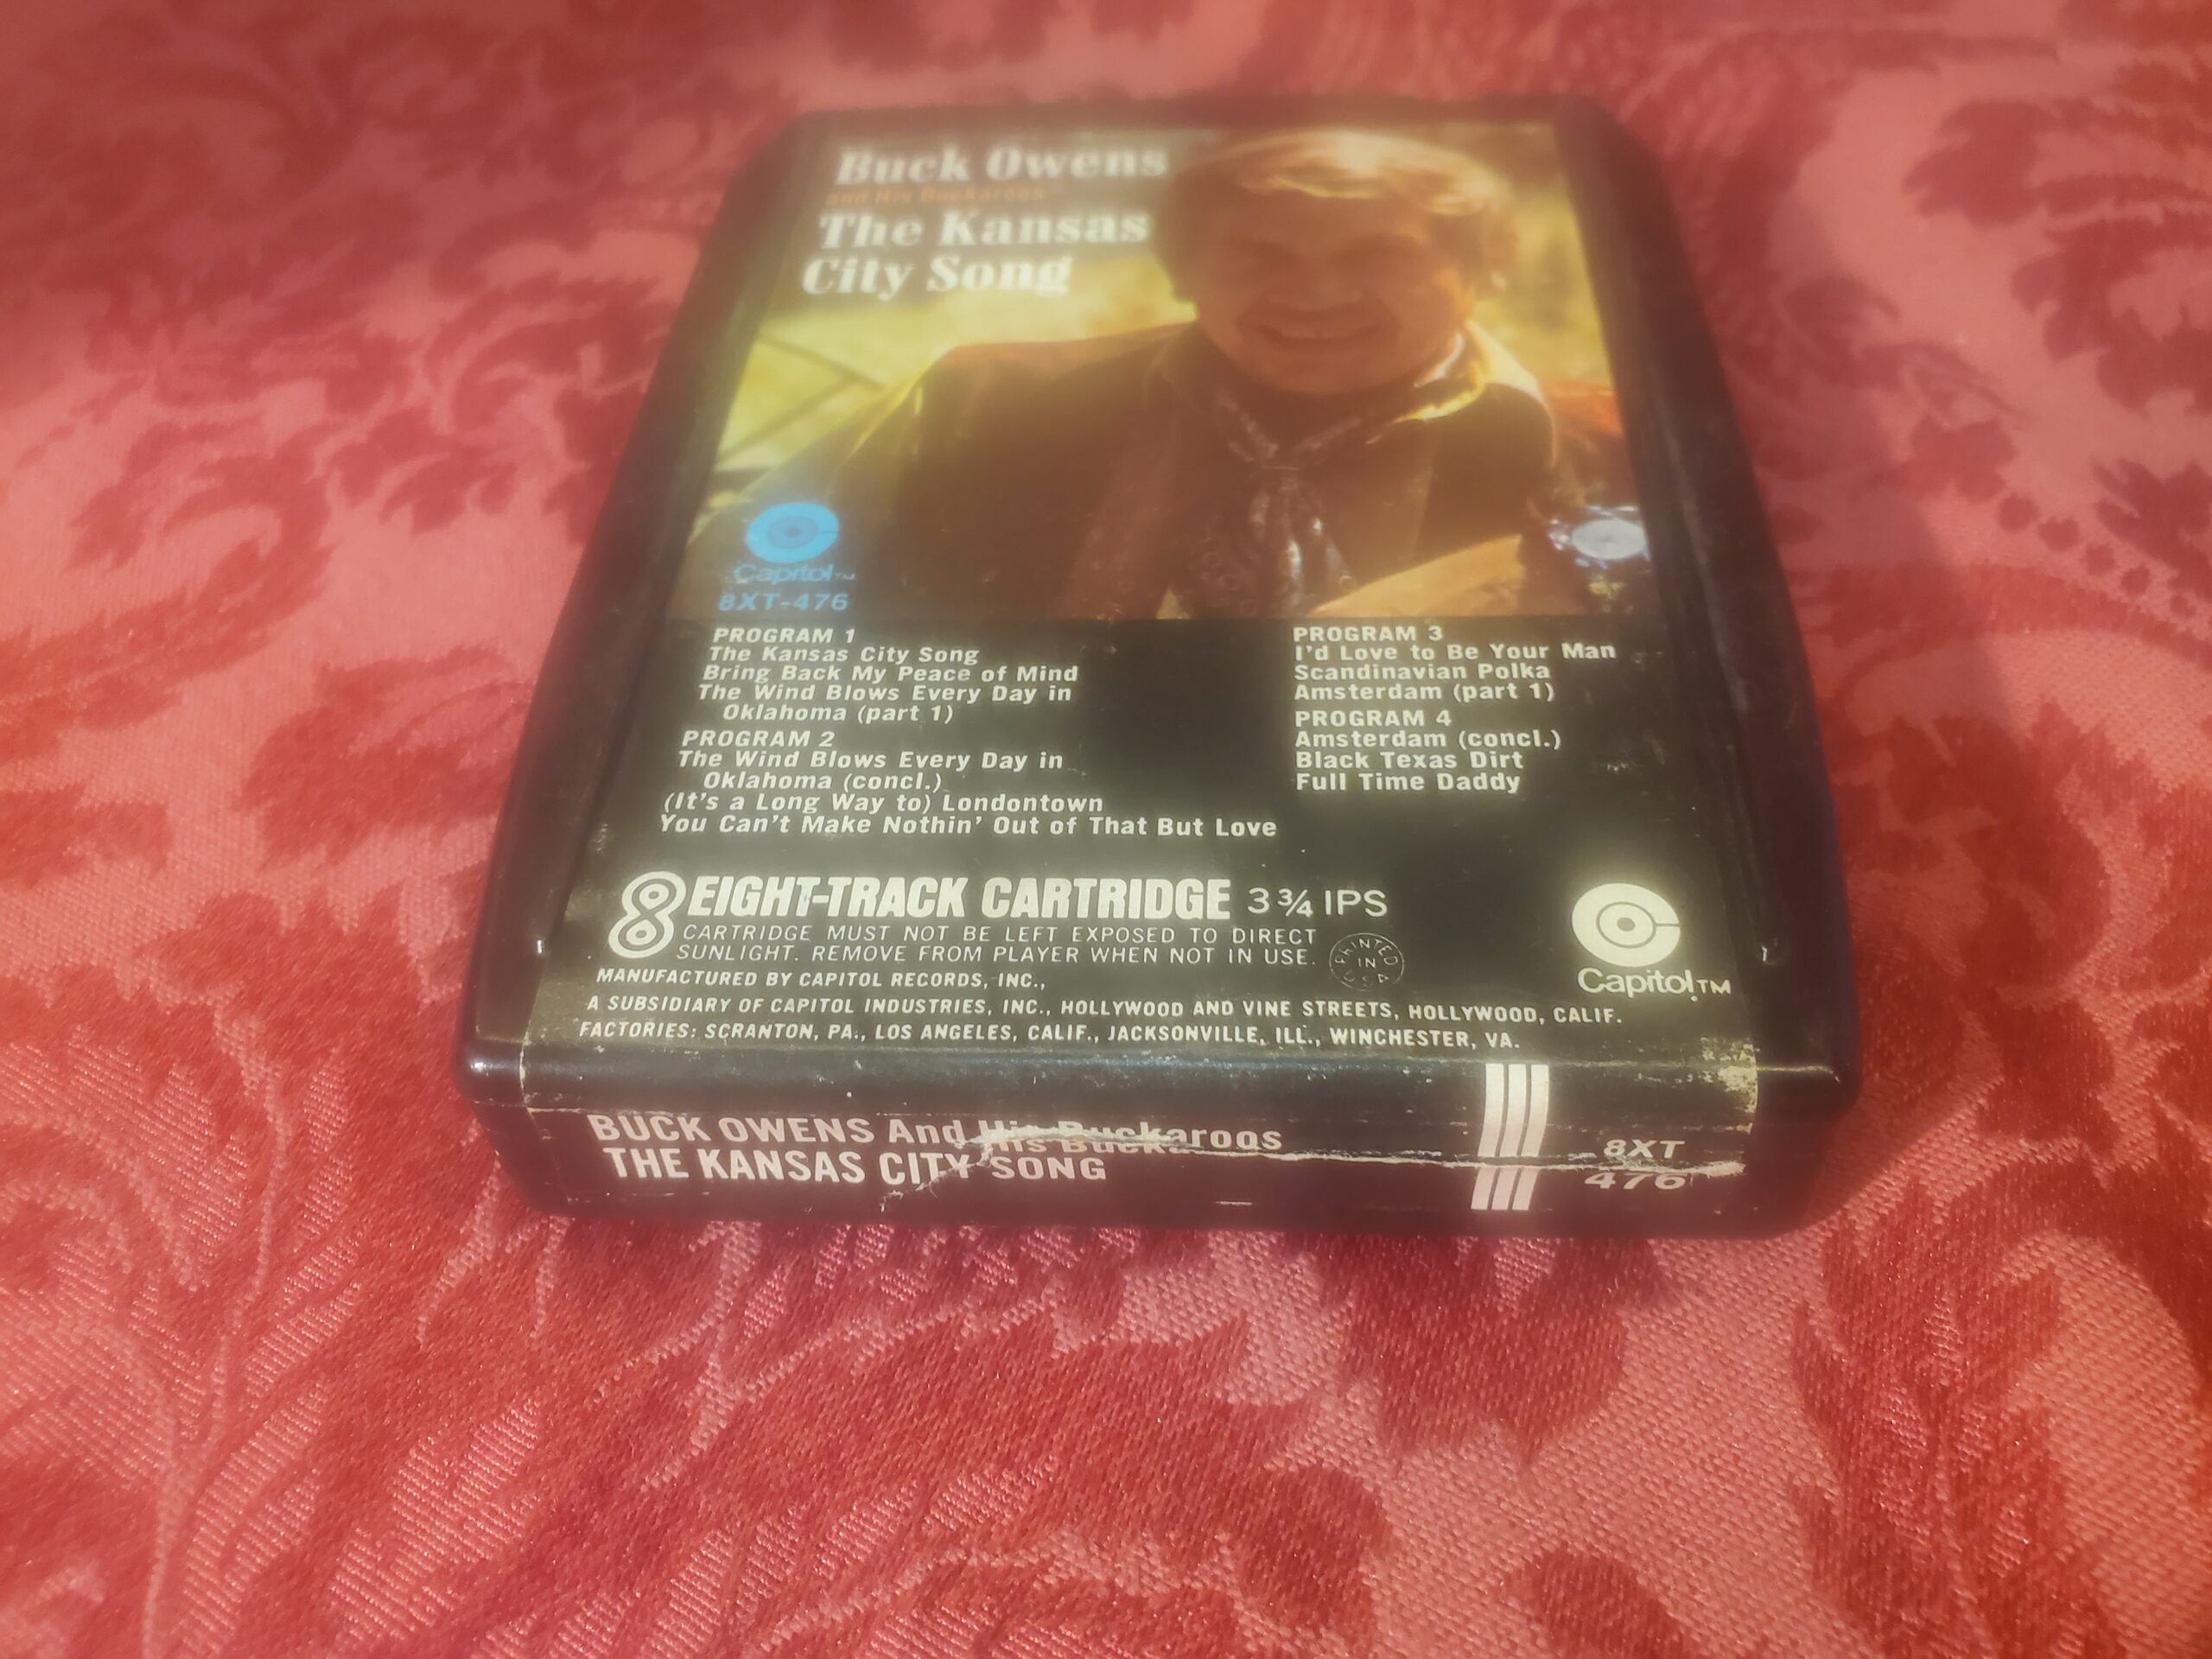 Buck Owens
and His Buckaroos
The Kansas
City Song
Capitol™
8XT-476
PROGRAM 1
The Kansas City Song
Bring Back My Peace of Mind
The Wind Blows Every Day in
Oklahoma (part 1)
PROGRAM 2
The Wind Blows Every Day in
Oklahoma (concl.)
(It's a Long Way to) Londontown
You Can't Make Nothin' Out of That But Love
PROGRAM 3
I'd Love to Be Your Man
Scandinavian Polka
Amsterdam (part 1)
PROGRAM 4
Amsterdam (concl.)
Black Texas Dirt
Full Time Daddy
8 EIGHT-TRACK CARTRIDGE 3¾ IPS
CARTRIDGE MUST NOT BE LEFT EXPOSED TO DIRECT
SUNLIGHT. REMOVE FROM PLAYER WHEN NOT IN USE.
PRINTED IN U.S.A.
MANUFACTURED BY CAPITOL RECORDS, INC.,
A SUBSIDIARY OF CAPITOL INDUSTRIES, INC., HOLLYWOOD AND VINE STREETS, HOLLYWOOD, CALIF.
FACTORIES: SCRANTON, PA., LOS ANGELES, CALIF., JACKSONVILLE, ILL., WINCHESTER, VA.
Capitol™
BUCK OWENS And His Buckaroos
THE KANSAS CITY SONG
8XT
476